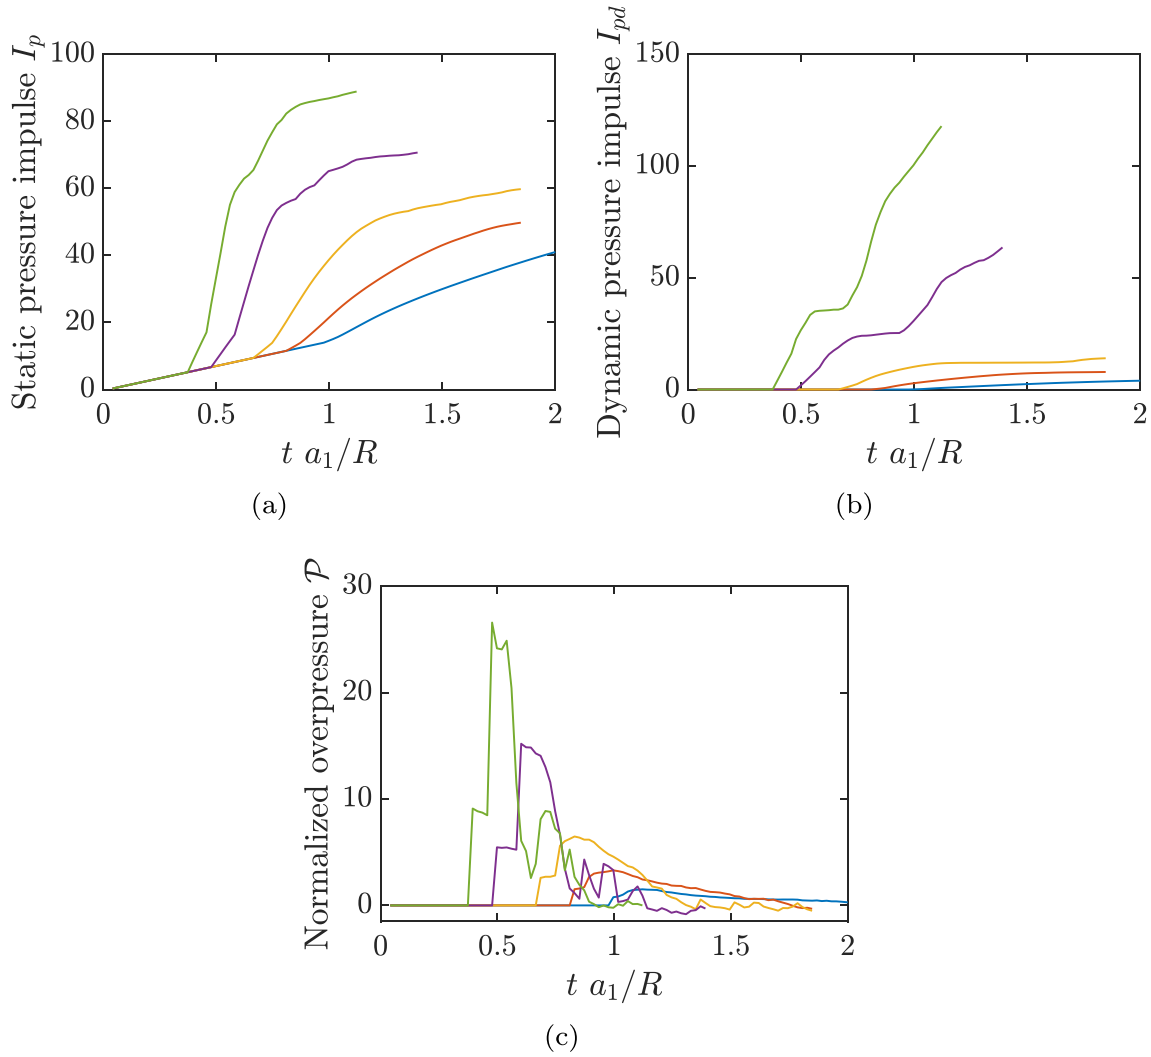 Static pressure impulse I_p
100
80
60
40
20
0
0 0.5 1 1.5 2
t a_1/R
(a)
Dynamic pressure impulse I_{pd}
150
100
50
0
0 0.5 1 1.5 2
t a_1/R
(b)
Normalized overpressure 𝒫
30
20
10
0
0 0.5 1 1.5 2
t a_1/R
(c)